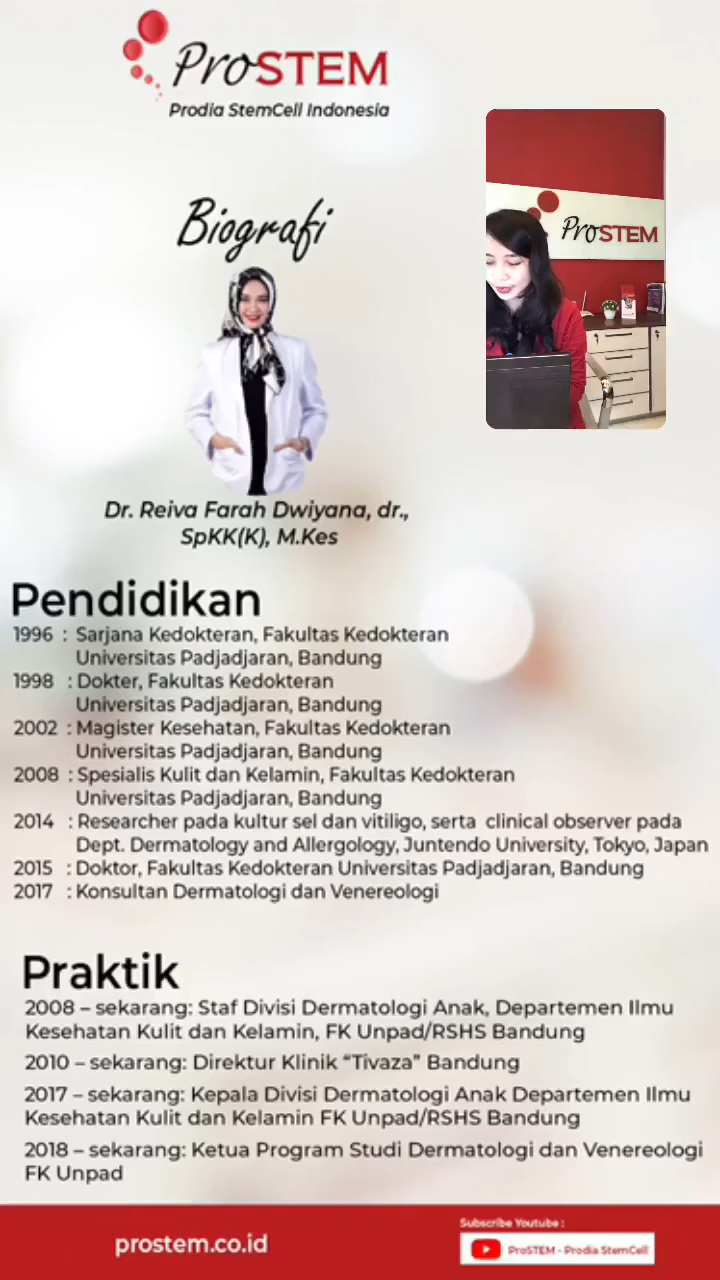 ProSTEM
Prodia StemCell Indonesia
ProSTEM
Biografi
Dr. Reiva Farah Dwiyana, dr.,
SpKK(K), M.Kes
Pendidikan
1996 : Sarjana Kedokteran, Fakultas Kedokteran
Universitas Padjadjaran, Bandung
1998 : Dokter, Fakultas Kedokteran
Universitas Padjadjaran, Bandung
2002 : Magister Kesehatan, Fakultas Kedokteran
Universitas Padjadjaran, Bandung
2008 : Spesialis Kulit dan Kelamin, Fakultas Kedokteran
Universitas Padjadjaran, Bandung
2014 : Researcher pada kultur sel dan vitiligo, serta clinical observer pada
Dept. Dermatology and Allergology, Juntendo University, Tokyo, Japan
2015 : Doktor, Fakultas Kedokteran Universitas Padjadjaran, Bandung
2017 : Konsultan Dermatologi dan Venereologi
Praktik
2008 – sekarang: Staf Divisi Dermatologi Anak, Departemen Ilmu
Kesehatan Kulit dan Kelamin, FK Unpad/RSHS Bandung
2010 – sekarang: Direktur Klinik “Tivaza” Bandung
2017 – sekarang: Kepala Divisi Dermatologi Anak Departemen Ilmu
Kesehatan Kulit dan Kelamin FK Unpad/RSHS Bandung
2018 – sekarang: Ketua Program Studi Dermatologi dan Venereologi
FK Unpad
prostem.co.id
Subscribe Youtube :
ProSTEM - Prodia StemCell